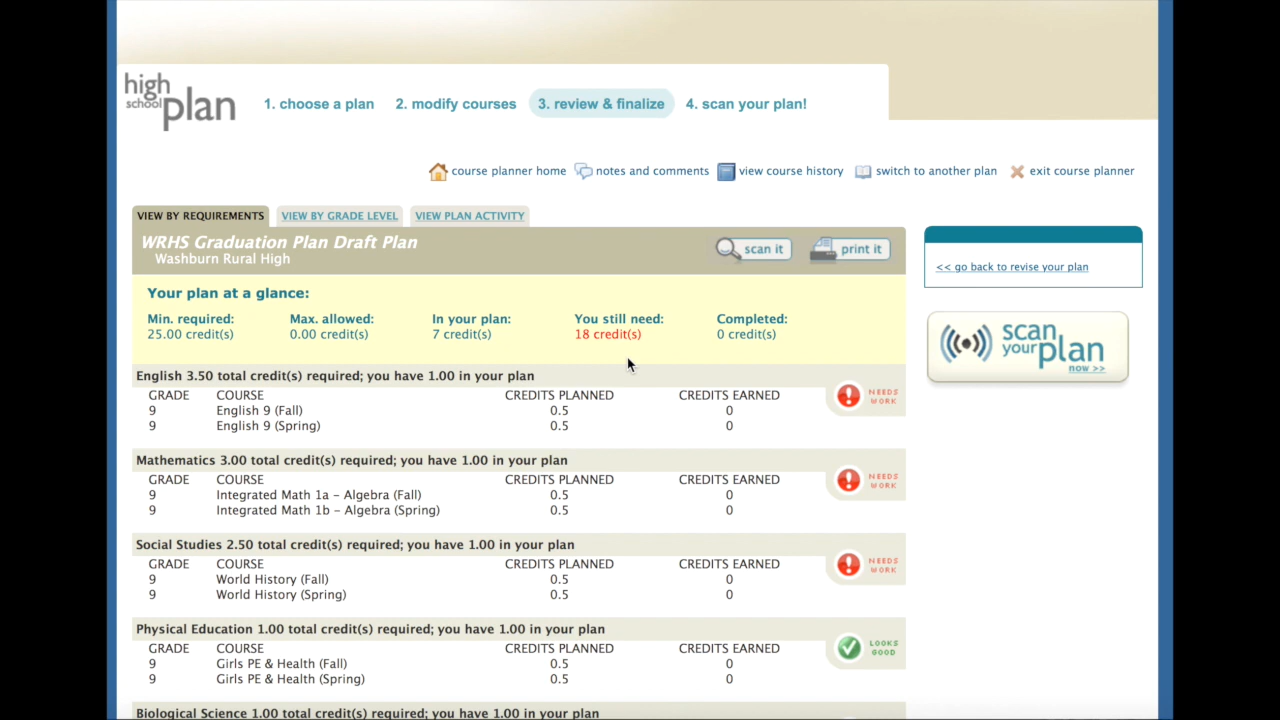 high
school plan
1. choose a plan 2. modify courses 3. review & finalize 4. scan your plan!
course planner home notes and comments view course history switch to another plan exit course planner
VIEW BY REQUIREMENTS VIEW BY GRADE LEVEL VIEW PLAN ACTIVITY
WRHS Graduation Plan Draft Plan
Washburn Rural High
scan it print it
<< go back to revise your plan
Your plan at a glance:
Min. required: Max. allowed: In your plan: You still need: Completed:
25.00 credit(s) 0.00 credit(s) 7 credit(s) 18 credit(s) 0 credit(s)
scan
your plan
now >>
English 3.50 total credit(s) required; you have 1.00 in your plan
GRADE COURSE CREDITS PLANNED CREDITS EARNED
9 English 9 (Fall) 0.5 0
9 English 9 (Spring) 0.5 0
NEEDS
WORK
Mathematics 3.00 total credit(s) required; you have 1.00 in your plan
GRADE COURSE CREDITS PLANNED CREDITS EARNED
9 Integrated Math 1a - Algebra (Fall) 0.5 0
9 Integrated Math 1b - Algebra (Spring) 0.5 0
NEEDS
WORK
Social Studies 2.50 total credit(s) required; you have 1.00 in your plan
GRADE COURSE CREDITS PLANNED CREDITS EARNED
9 World History (Fall) 0.5 0
9 World History (Spring) 0.5 0
NEEDS
WORK
Physical Education 1.00 total credit(s) required; you have 1.00 in your plan
GRADE COURSE CREDITS PLANNED CREDITS EARNED
9 Girls PE & Health (Fall) 0.5 0
9 Girls PE & Health (Spring) 0.5 0
LOOKS
GOOD
Biological Science 1.00 total credit(s) required; you have 1.00 in your plan